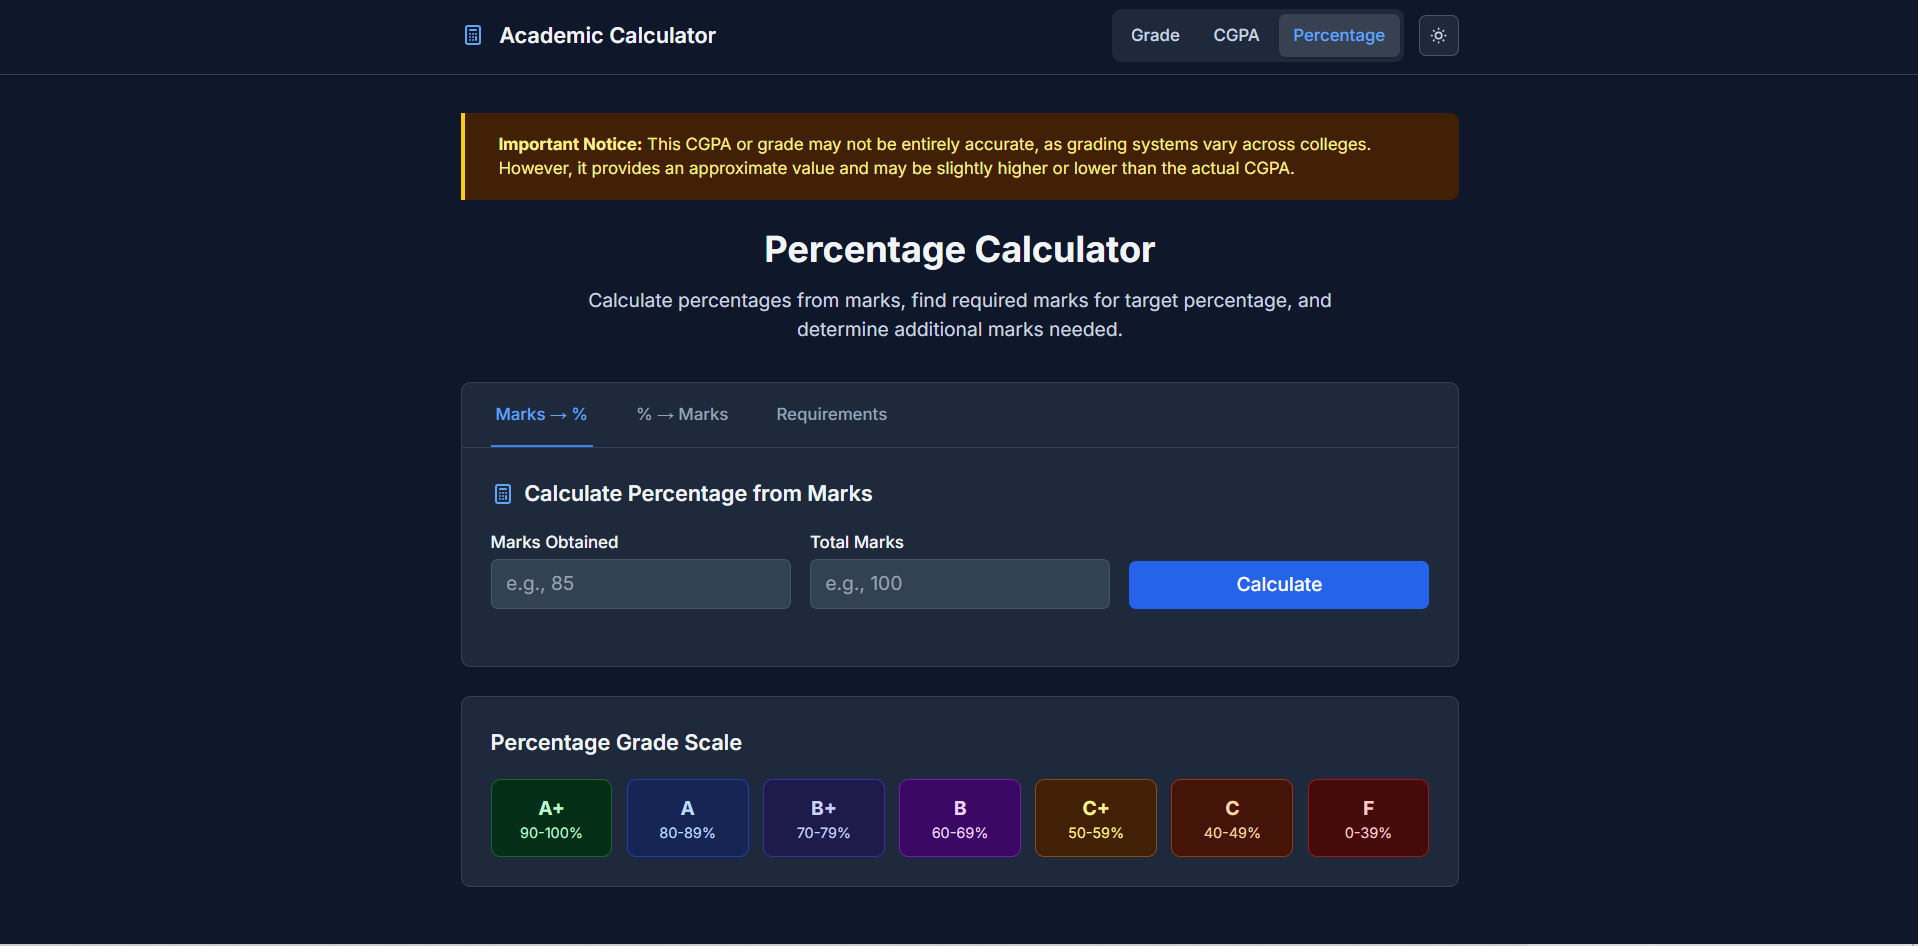 Academic Calculator
Grade
CGPA
Percentage
Important Notice: This CGPA or grade may not be entirely accurate, as grading systems vary across colleges.
However, it provides an approximate value and may be slightly higher or lower than the actual CGPA.
Percentage Calculator
Calculate percentages from marks, find required marks for target percentage, and
determine additional marks needed.
Marks → %
% → Marks
Requirements
Calculate Percentage from Marks
Marks Obtained
Total Marks
e.g., 85
e.g., 100
Calculate
Percentage Grade Scale
A+
90-100%
A
80-89%
B+
70-79%
B
60-69%
C+
50-59%
C
40-49%
F
0-39%